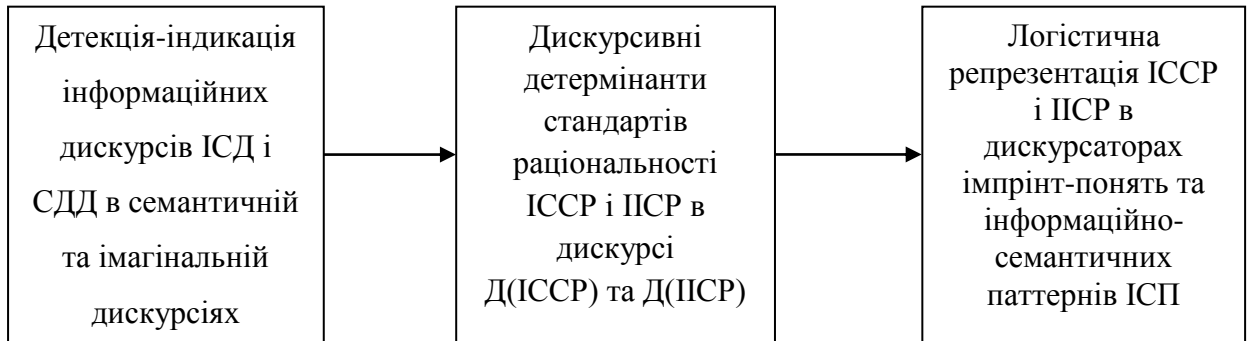 Детекція-індикація
інформаційних
дискурсів ІСД і
СДД в семантичній
та імагінальній
дискурсіях
Дискурсивні
детермінанти
стандартів
раціональності
ІССР і ІІСР в
дискурсі
Д(ІССР) та Д(ІІСР)
Логістична
репрезентація ІССР
і ІІСР в
дискурсаторах
імпрінт-понять та
інформаційно-
семантичних
паттернів ІСП